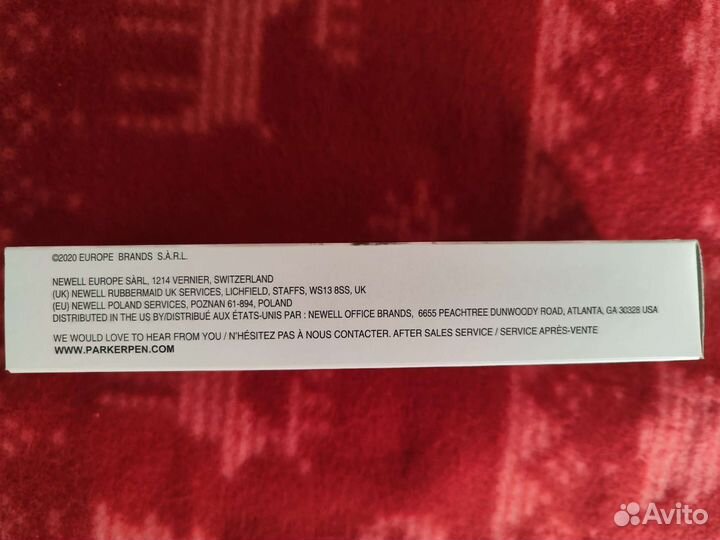 ©2020 EUROPE BRANDS S.À.R.L.
NEWELL EUROPE SÀRL, 1214 VERNIER, SWITZERLAND
(UK) NEWELL RUBBERMAID UK SERVICES, LICHFIELD, STAFFS, WS13 8SS, UK
(EU) NEWELL POLAND SERVICES, POZNAN 61-894, POLAND
DISTRIBUTED IN THE US BY/DISTRIBUÉ AUX ÉTATS-UNIS PAR : NEWELL OFFICE BRANDS, 6655 PEACHTREE DUNWOODY ROAD, ATLANTA, GA 30328 USA
WE WOULD LOVE TO HEAR FROM YOU / N'HÉSITEZ PAS À NOUS CONTACTER. AFTER SALES SERVICE / SERVICE APRÈS-VENTE
WWW.PARKERPEN.COM
Avito